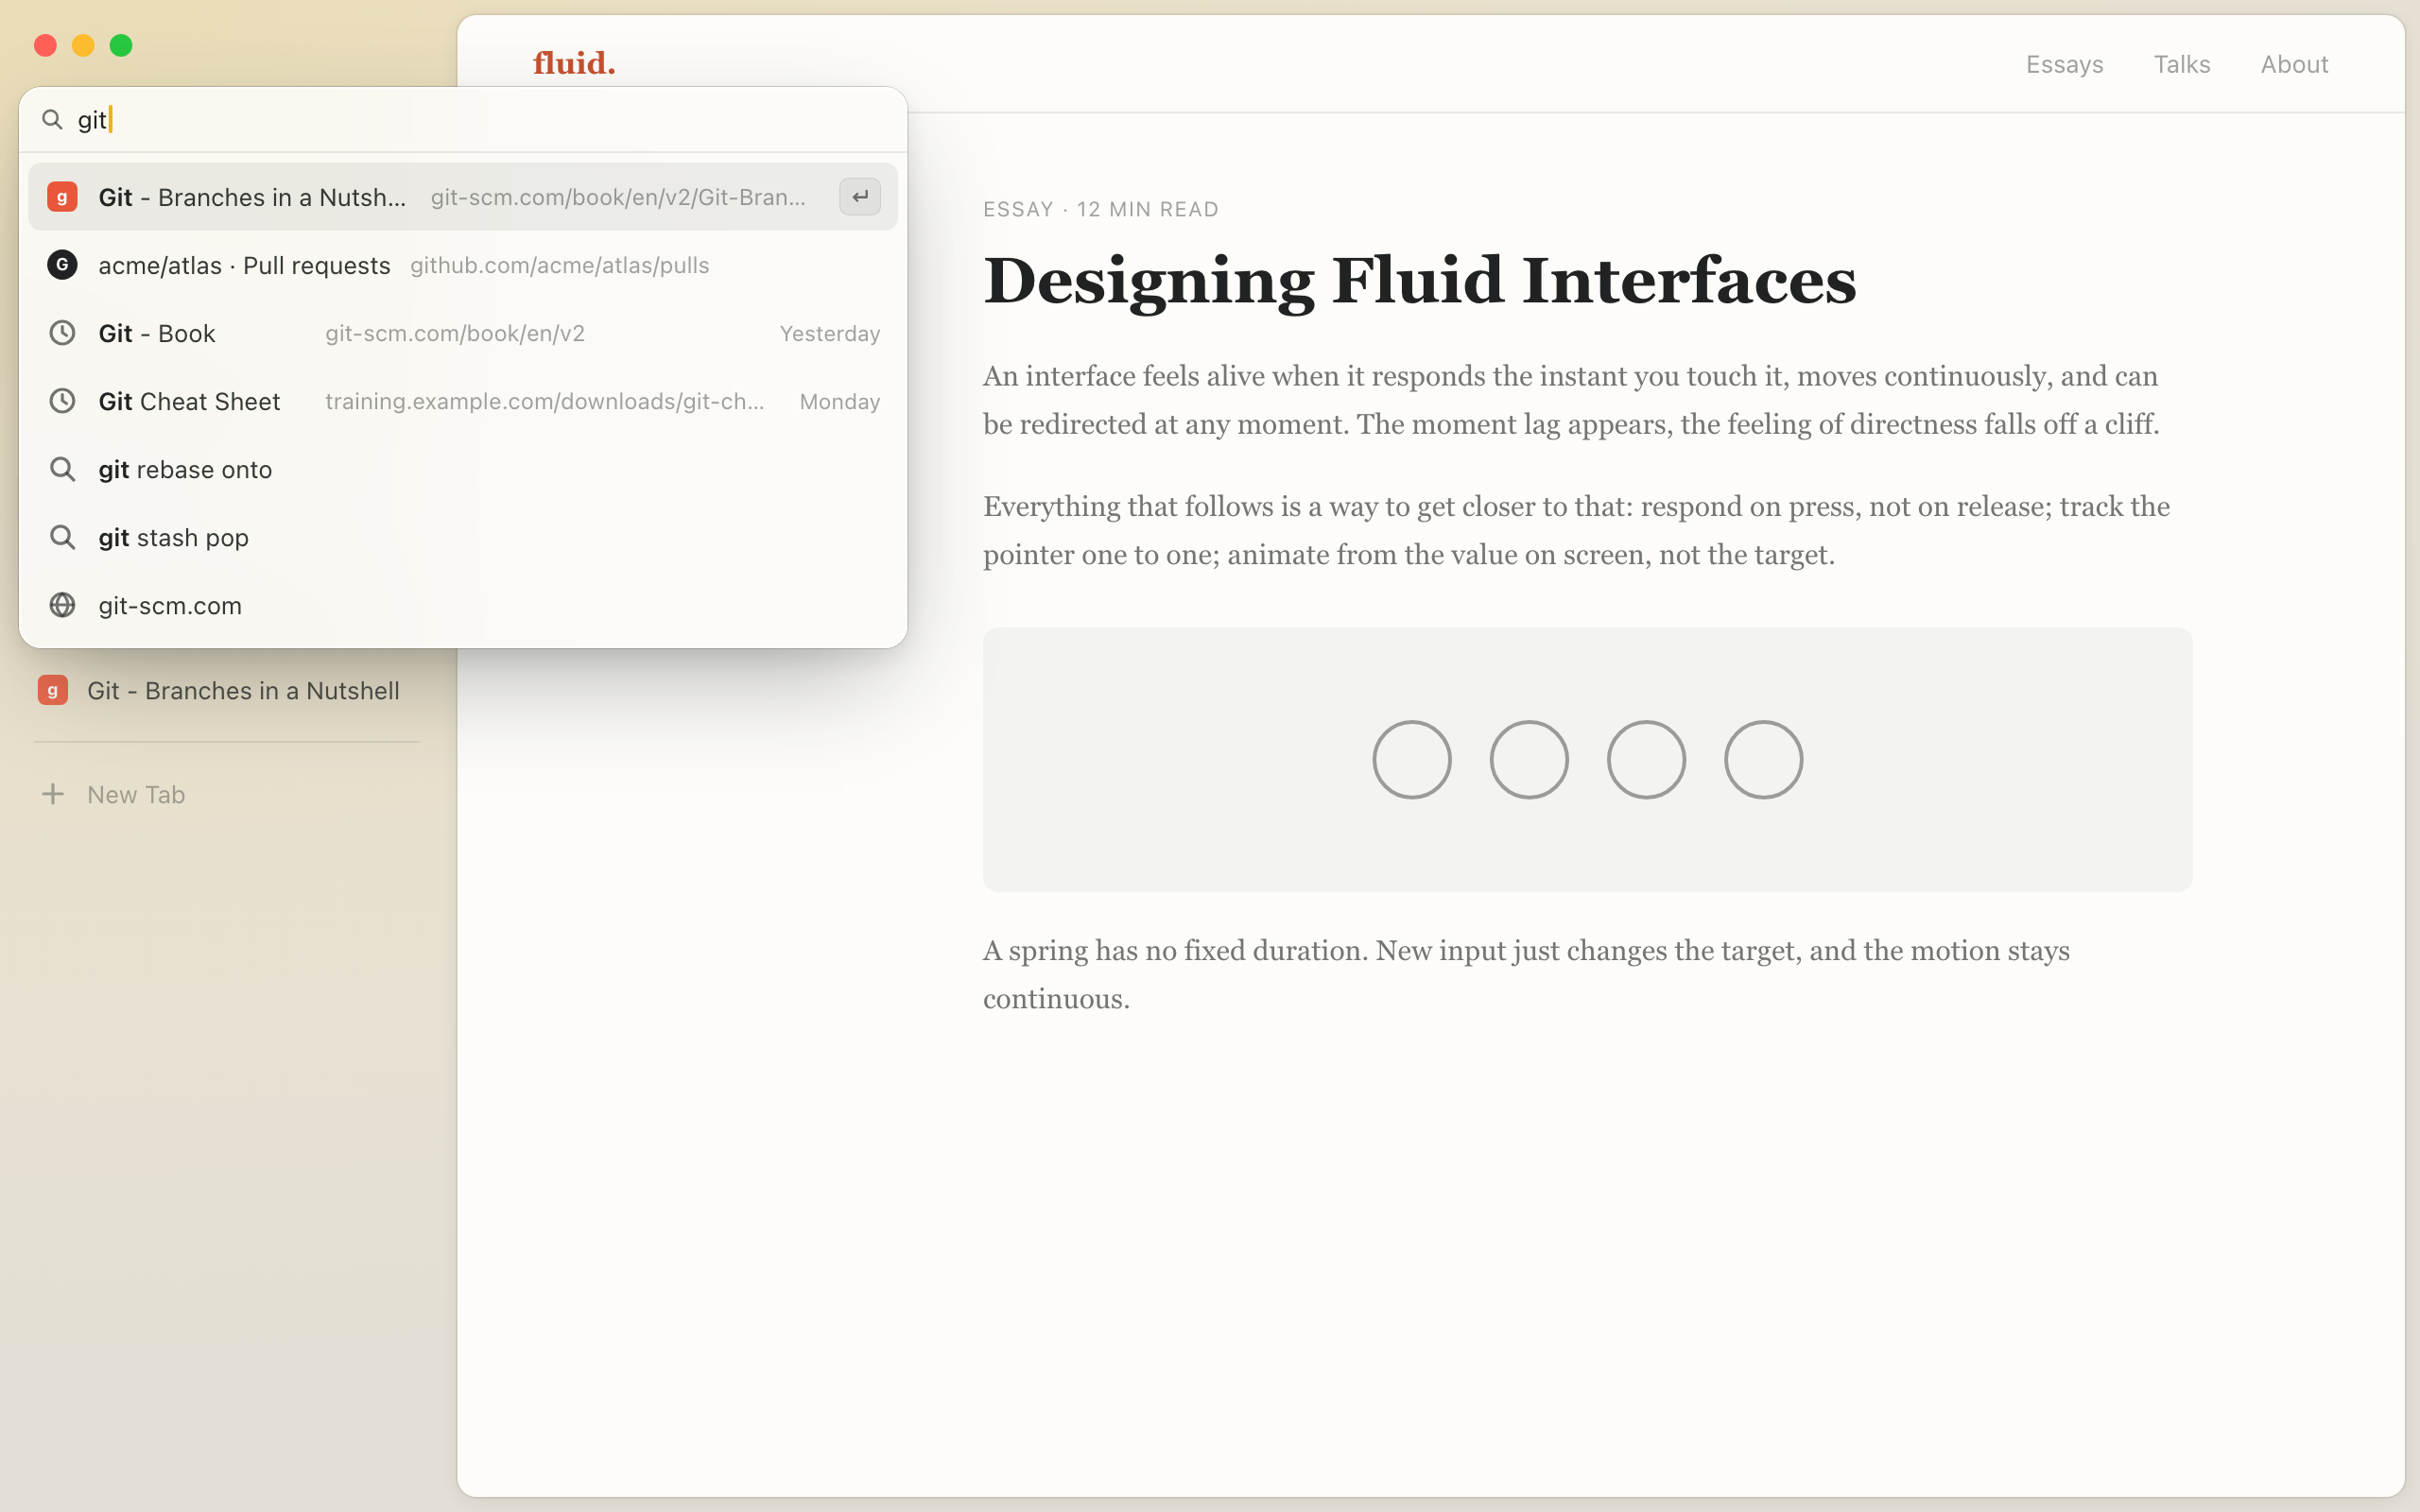 fluid.
Essays Talks About
git
g Git - Branches in a Nutsh... git-scm.com/book/en/v2/Git-Bran...
G acme/atlas · Pull requests github.com/acme/atlas/pulls
Git - Book git-scm.com/book/en/v2 Yesterday
Git Cheat Sheet training.example.com/downloads/git-ch... Monday
git rebase onto
git stash pop
git-scm.com
g Git - Branches in a Nutshell
New Tab
ESSAY · 12 MIN READ
Designing Fluid Interfaces
An interface feels alive when it responds the instant you touch it, moves continuously, and can
be redirected at any moment. The moment lag appears, the feeling of directness falls off a cliff.
Everything that follows is a way to get closer to that: respond on press, not on release; track the
pointer one to one; animate from the value on screen, not the target.
A spring has no fixed duration. New input just changes the target, and the motion stays
continuous.